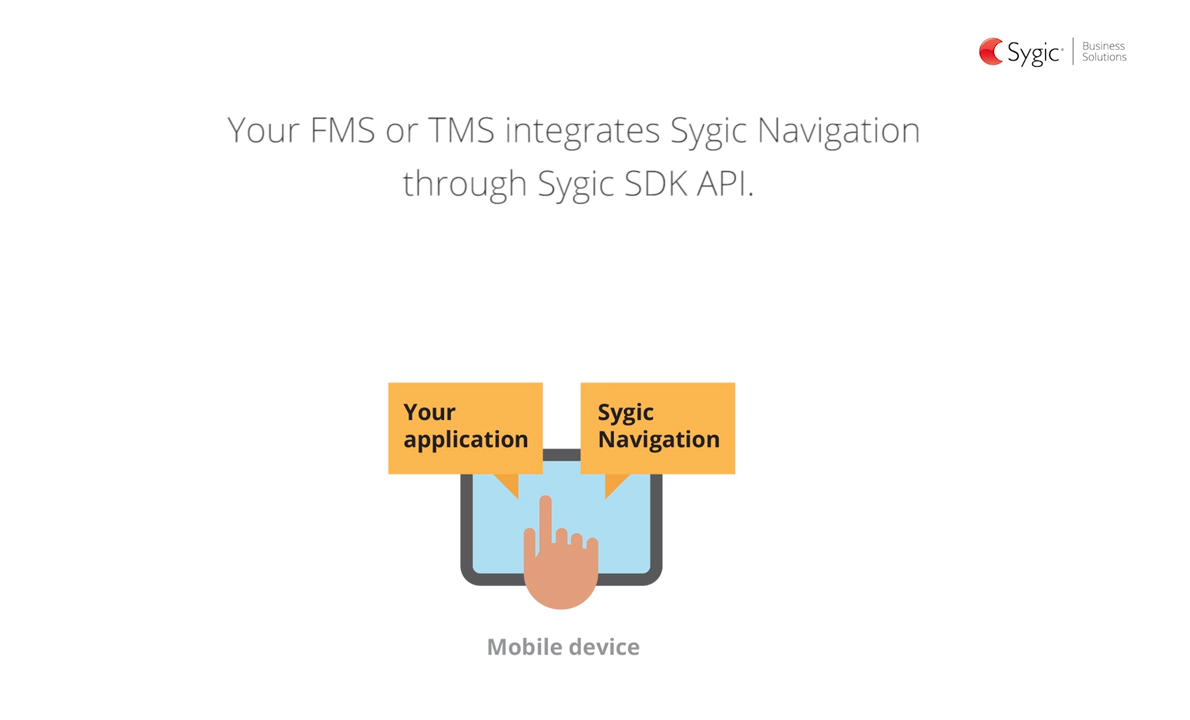 Sygic
Business
Solutions
Your FMS or TMS integrates Sygic Navigation
through Sygic SDK API.
Your
application
Sygic
Navigation
Mobile device